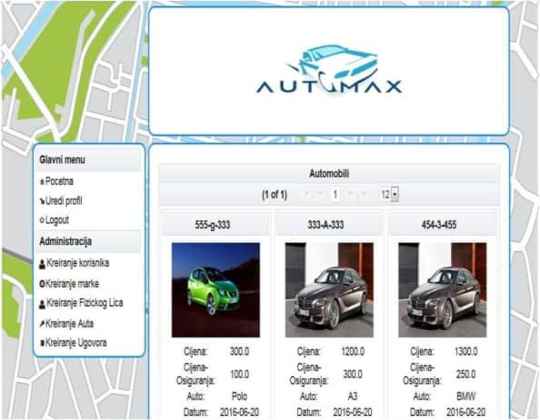 AUTOMAX
Glavni menu
Pocetna
Uredi profil
Logout
Administracija
Kreiranje korisnika
Kreiranje marke
Kreiranje Fizickog Lica
Kreiranje Auta
Kreiranje Ugovora
Automobili
(1 of 1) 1 12
555-g-333 333-A-333 454-3-455
Cijena: 300.0 Cijena: 1200.0 Cijena: 1300.0
Cijena- Cijena- Cijena-
Osiguranja: 100.0 Osiguranja: 300.0 Osiguranja: 250.0
Auto: Polo Auto: A3 Auto: BMW
Datum: 2016-06-20 Datum: 2016-06-20 Datum: 2016-06-20